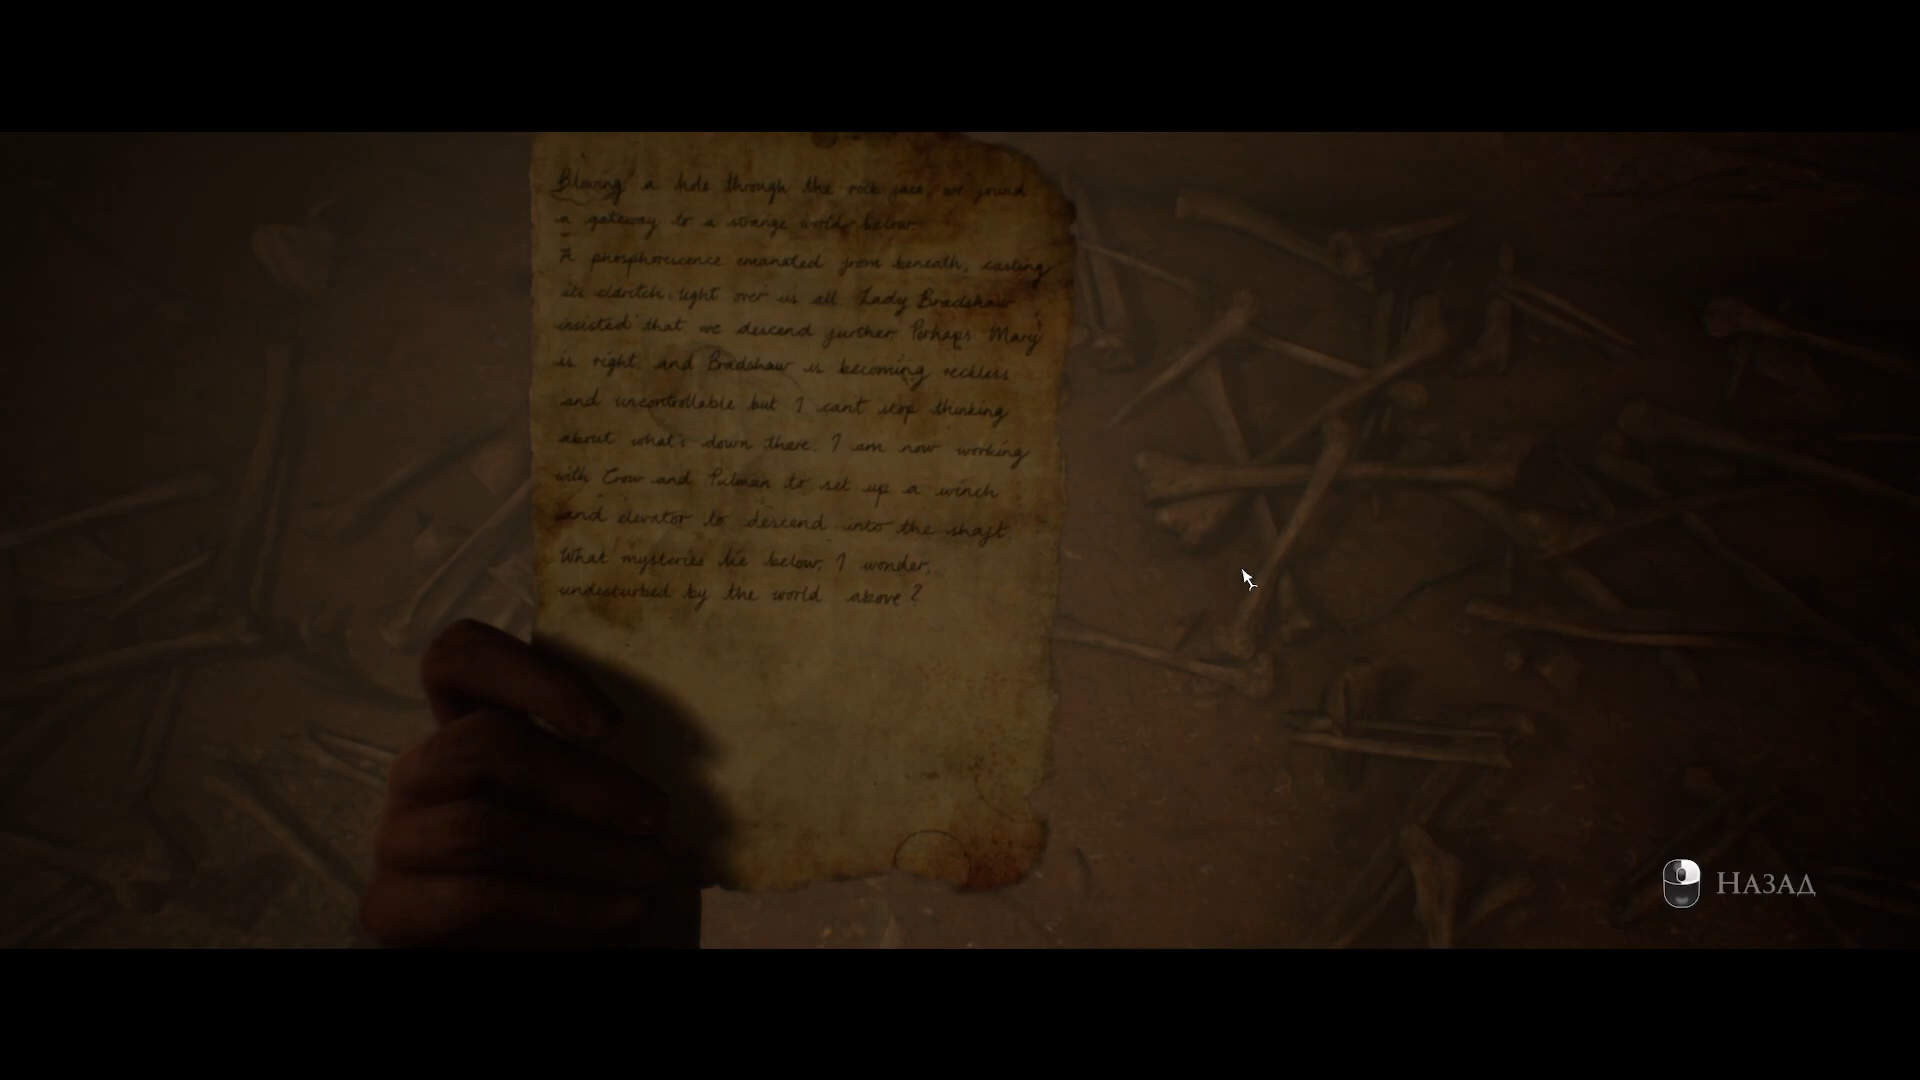 Blowing a hole through the rock face, we found
a gateway to a strange world below.
A phosphorescence emanated from beneath, casting
its eldritch light over us all. Lady Bradshaw
insisted that we descend further. Perhaps Mary
is right, and Bradshaw is becoming reckless
and uncontrollable but I can't stop thinking
about what's down there. I am now working
with Crow and Pulman to set up a winch
and elevator to descend into the shaft.
What mysteries lie below, I wonder,
undisturbed by the world above?
НАЗАД